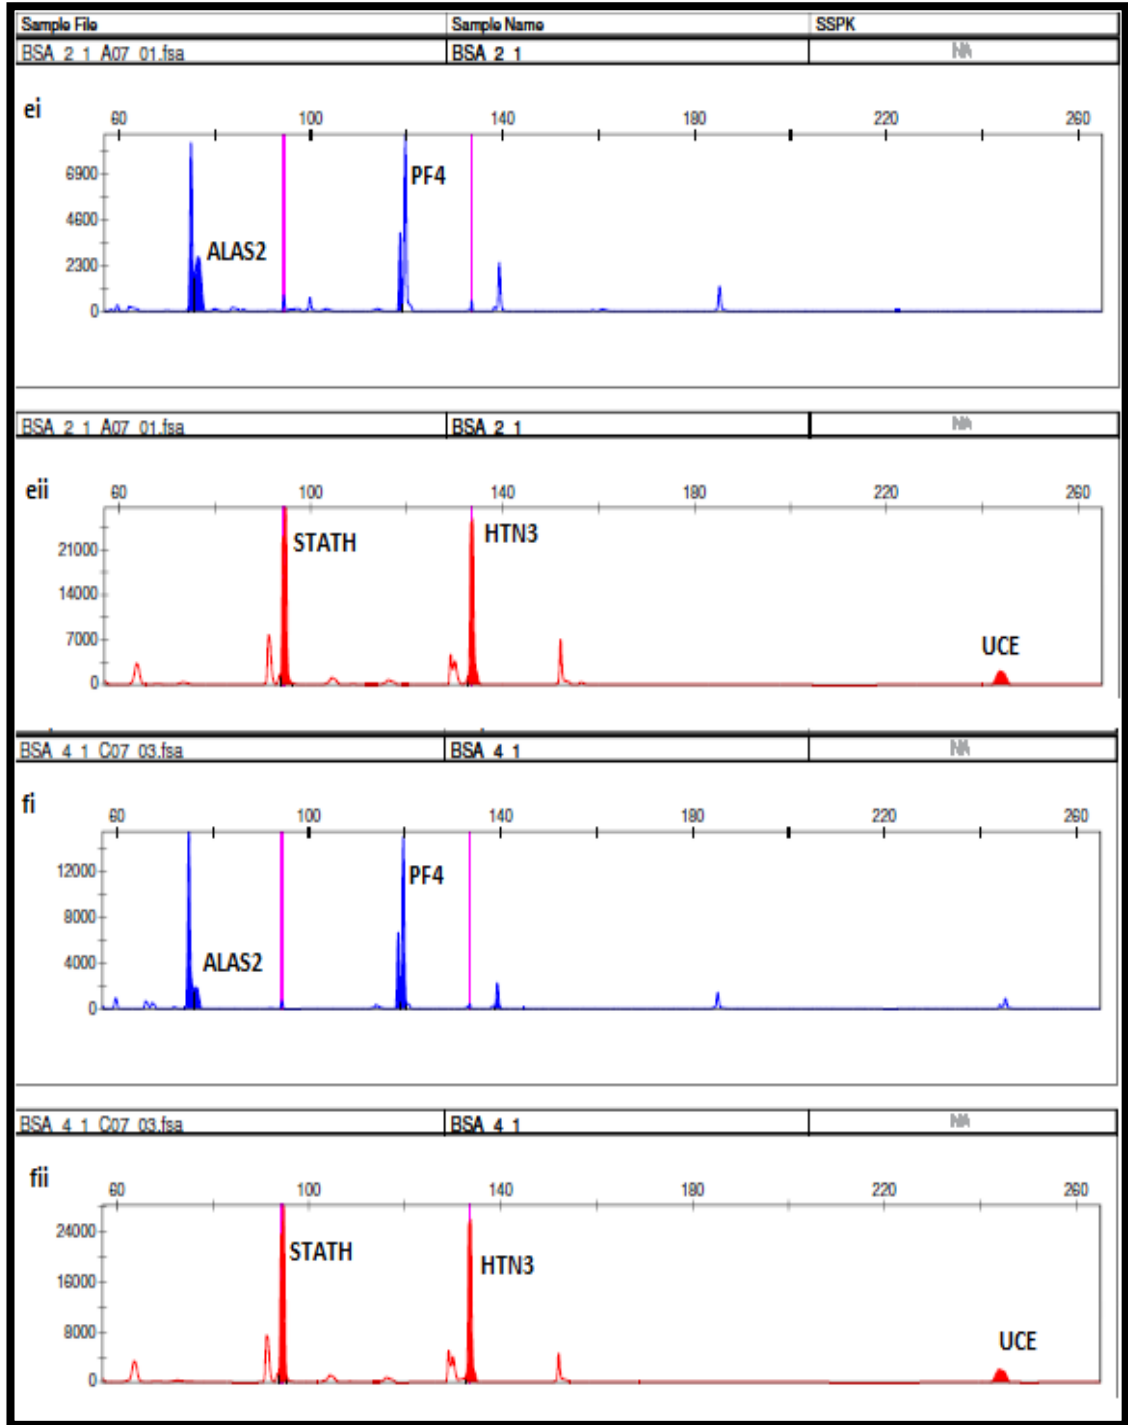 Sample File Sample Name SSPK
BSA_2_1_A07_01.fsa BSA_2_1 NA
ei
60 100 140 180 220 260
6900
4600
2300
0
ALAS2
PF4
BSA_2_1_A07_01.fsa BSA_2_1 NA
eii
60 100 140 180 220 260
21000
14000
7000
0
STATH
HTN3
UCE
BSA_4_1_C07_03.fsa BSA_4_1 NA
fi
60 100 140 180 220 260
12000
8000
4000
0
ALAS2
PF4
BSA_4_1_C07_03.fsa BSA_4_1 NA
fii
60 100 140 180 220 260
24000
16000
8000
0
STATH
HTN3
UCE